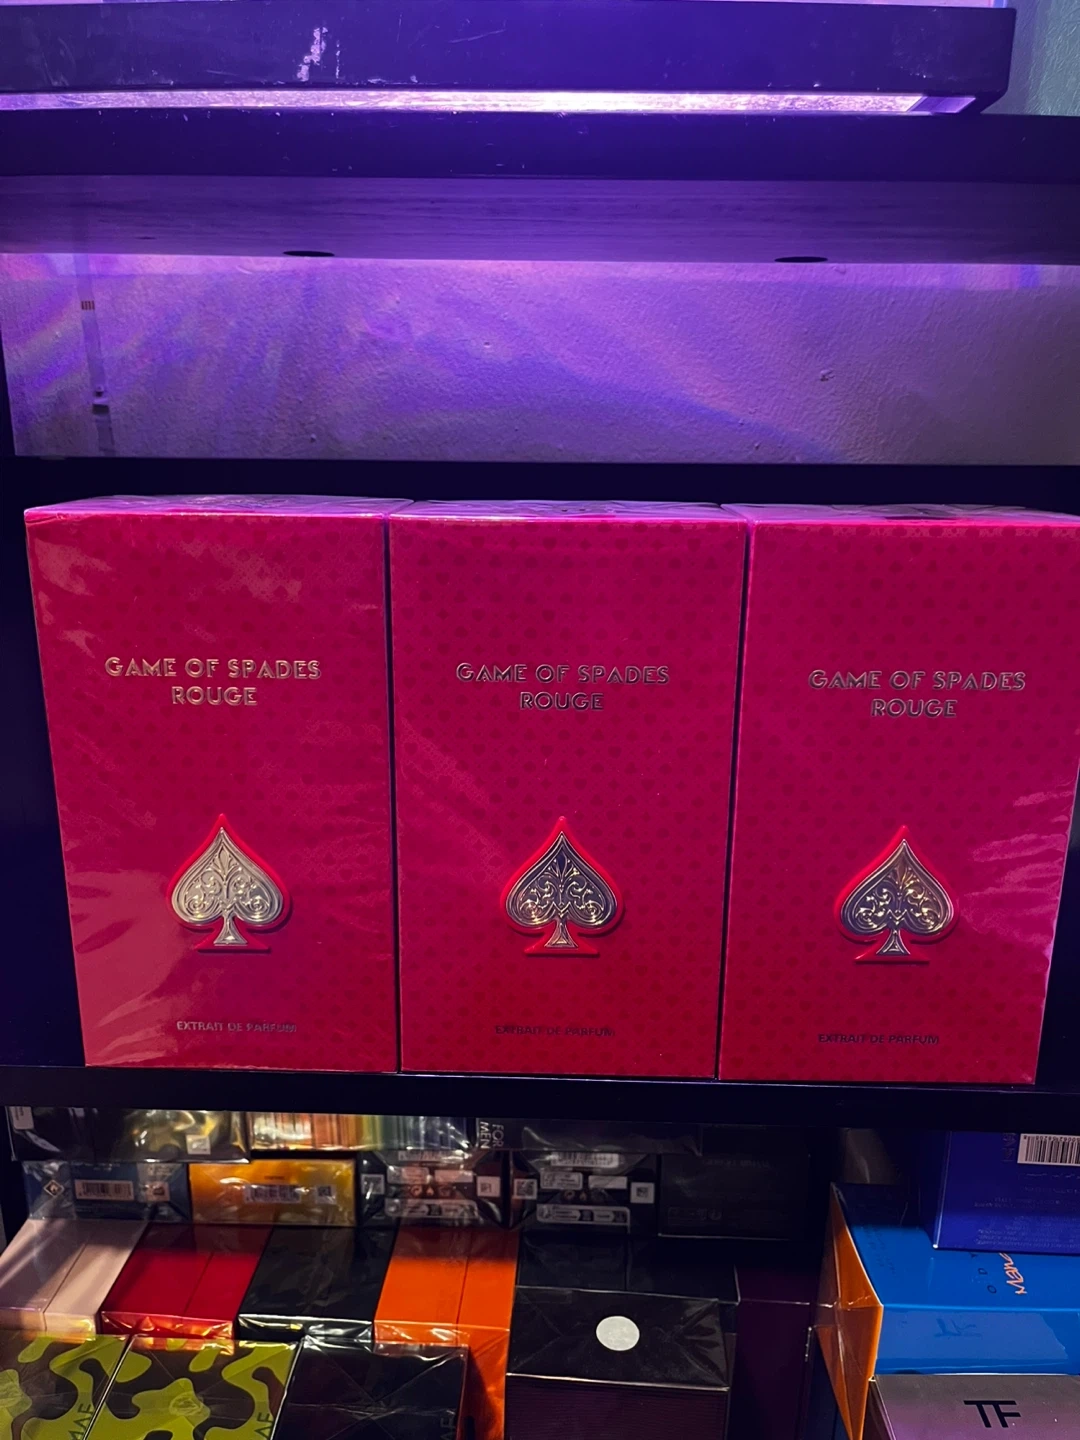 GAME OF SPADES
ROUGE
EXTRAIT DE PARFUM
GAME OF SPADES
ROUGE
EXTRAIT DE PARFUM
GAME OF SPADES
ROUGE
EXTRAIT DE PARFUM
FOR
MEN
TF
TF